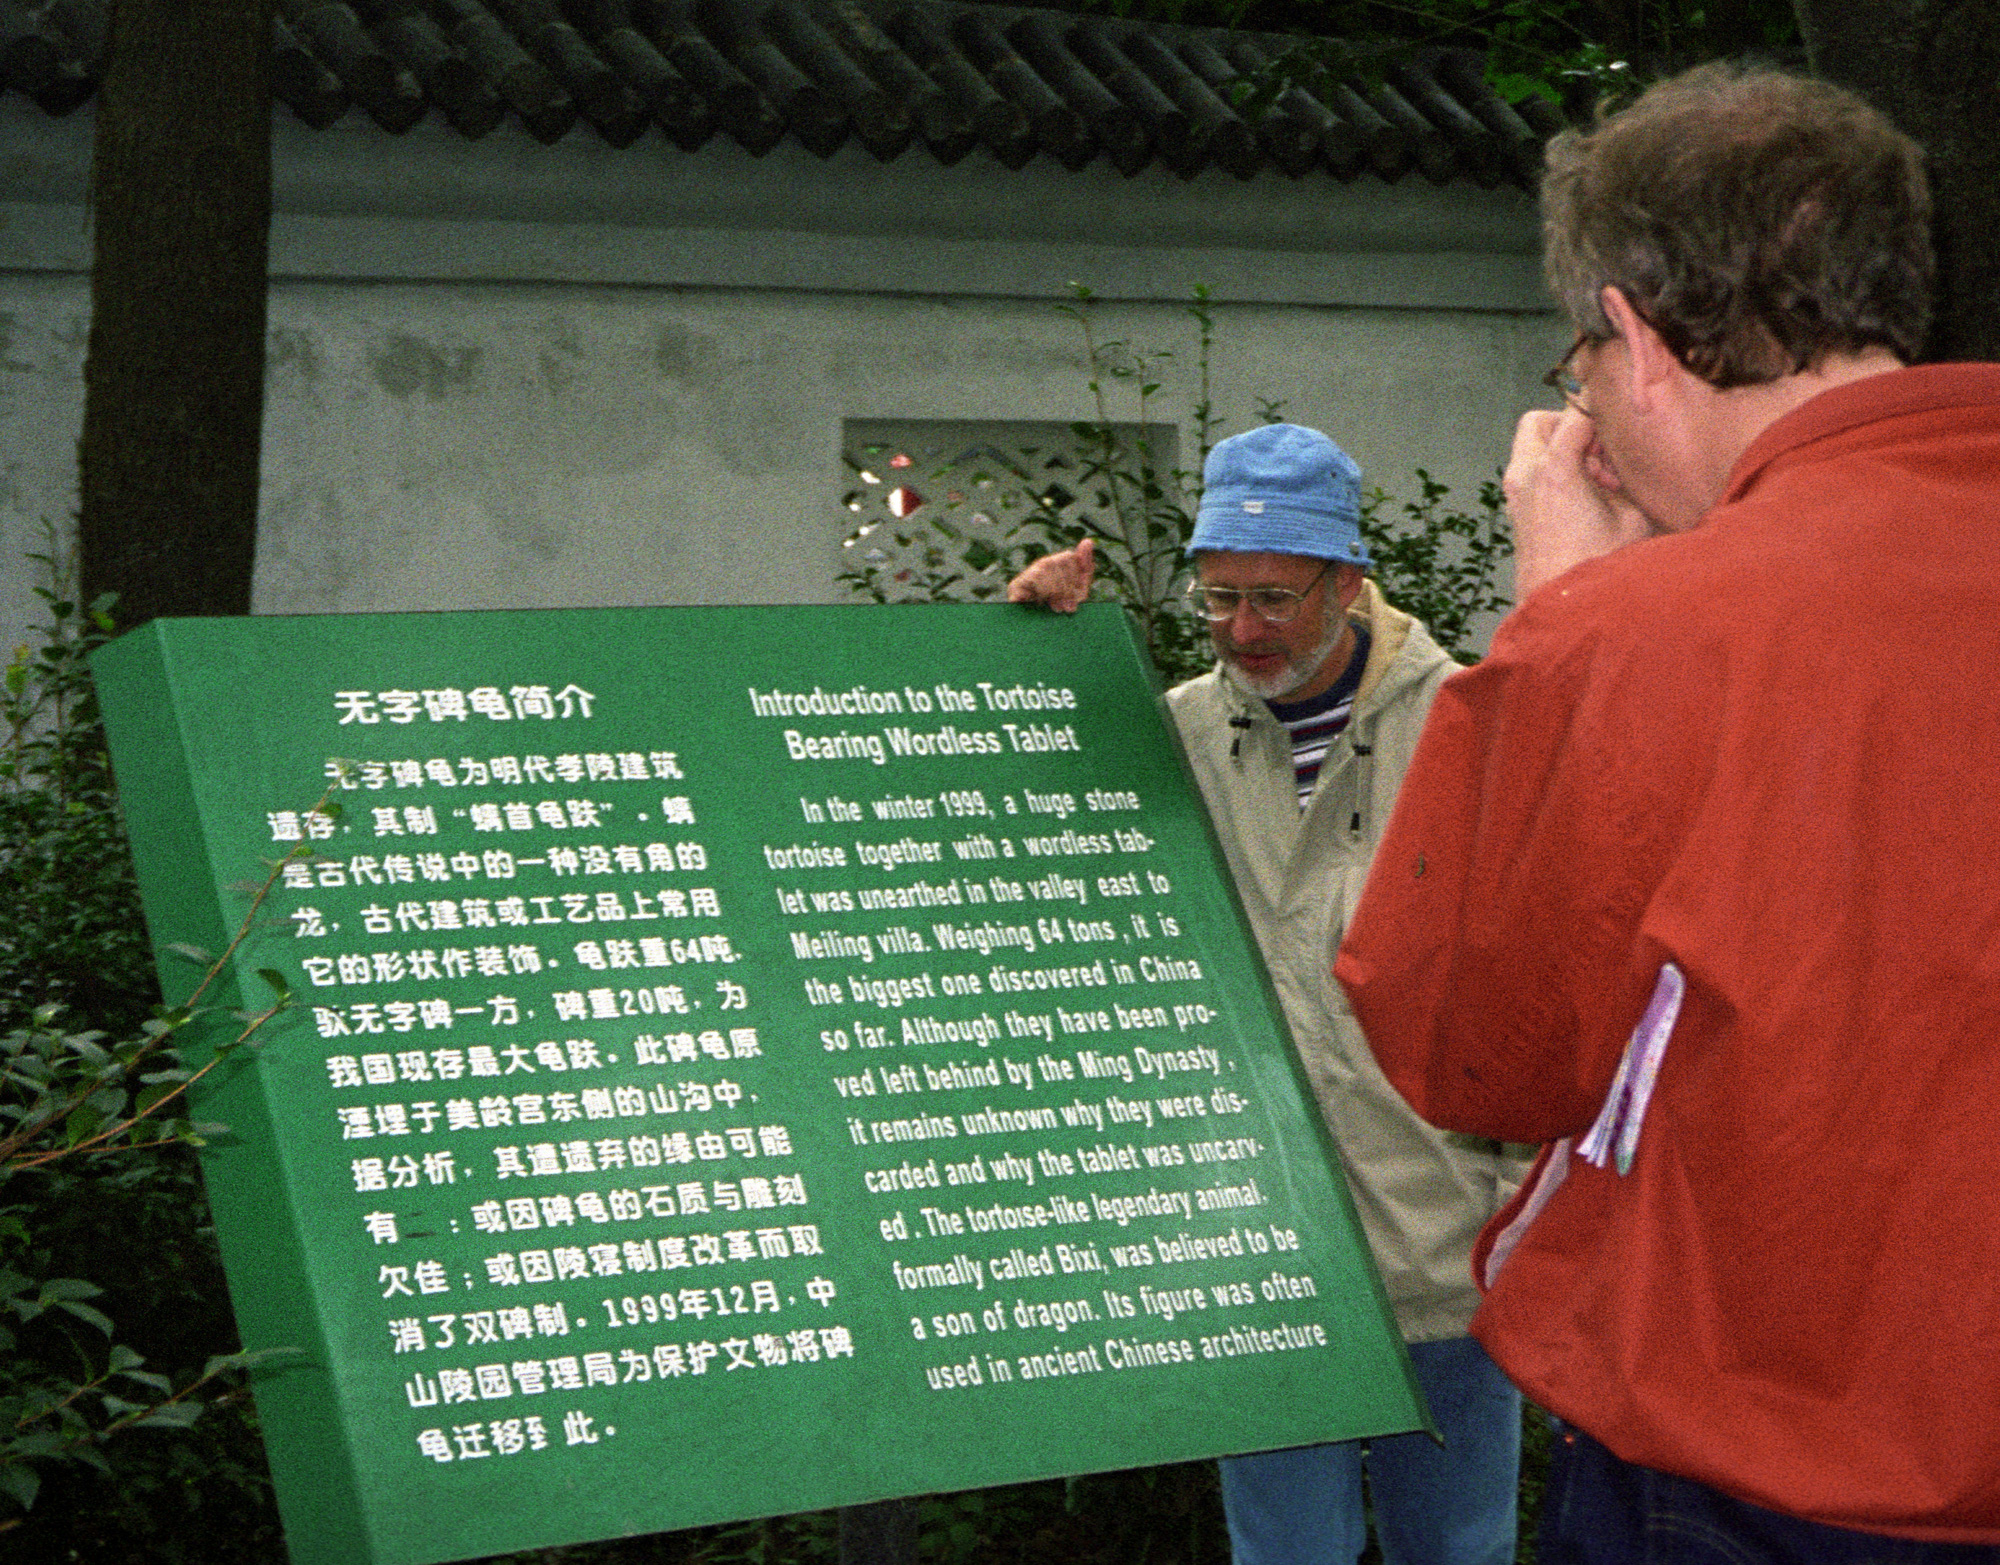 无字碑龟简介
无字碑龟为明代孝陵建筑
遗存，其制“螭首龟趺”。螭
是古代传说中的一种没有角的
龙，古代建筑或工艺品上常用
它的形状作装饰。龟趺重64吨，
驮无字碑一方，碑重20吨，为
我国现存最大龟趺。此碑龟原
湮埋于美龄宫东侧的山沟中，
据分析，其遭遗弃的缘由可能
有二：或因碑龟的石质与雕刻
欠佳；或因陵寝制度改革而取
消了双碑制。1999年12月，中
山陵园管理局为保护文物将碑
龟迁移到此。
Introduction to the Tortoise
Bearing Wordless Tablet
In the winter 1999, a huge stone
tortoise together with a wordless tab-
let was unearthed in the valley east to
Meiling villa. Weighing 64 tons, it is
the biggest one discovered in China
so far. Although they have been pro-
ved left behind by the Ming Dynasty,
it remains unknown why they were dis-
carded and why the tablet was uncarv-
ed. The tortoise-like legendary animal.
formally called Bixi, was believed to be
a son of dragon. Its figure was often
used in ancient Chinese architecture